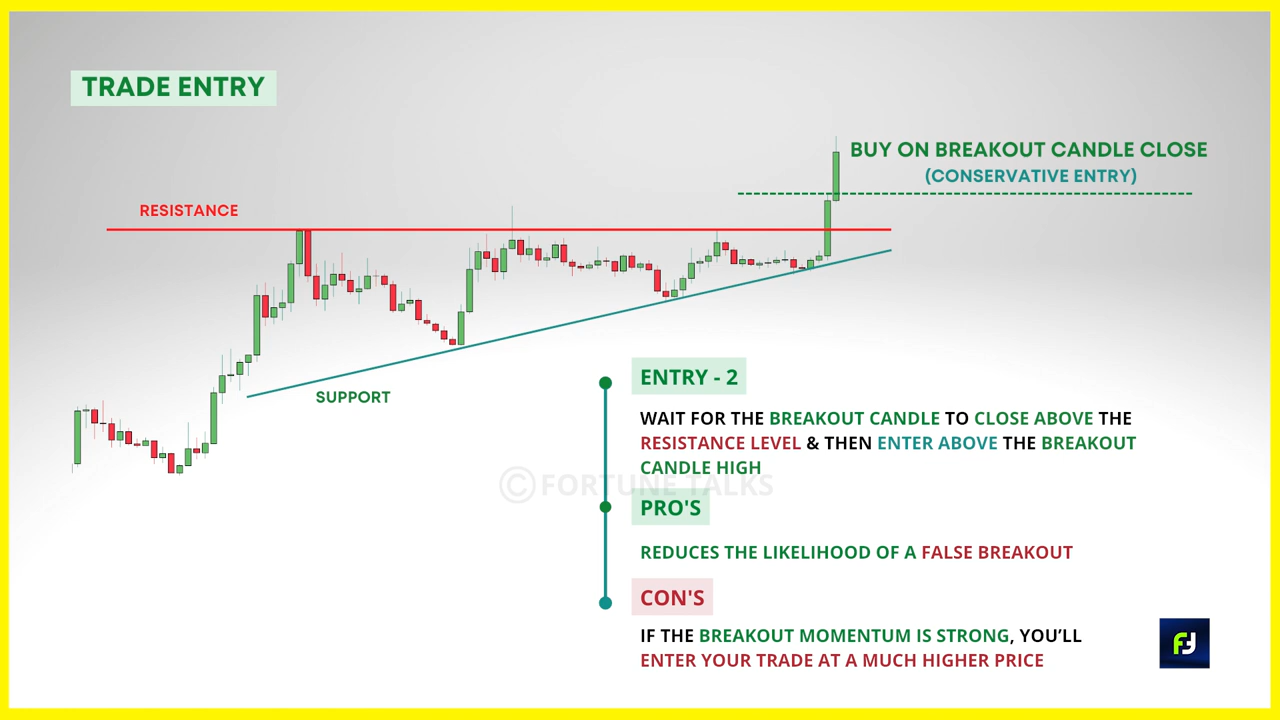 TRADE ENTRY
BUY ON BREAKOUT CANDLE CLOSE
(CONSERVATIVE ENTRY)
RESISTANCE
SUPPORT
ENTRY - 2
WAIT FOR THE BREAKOUT CANDLE TO CLOSE ABOVE THE
RESISTANCE LEVEL & THEN ENTER ABOVE THE BREAKOUT
CANDLE HIGH
© FORTUNE TALKS
PRO'S
REDUCES THE LIKELIHOOD OF A FALSE BREAKOUT
CON'S
IF THE BREAKOUT MOMENTUM IS STRONG, YOU’LL
ENTER YOUR TRADE AT A MUCH HIGHER PRICE